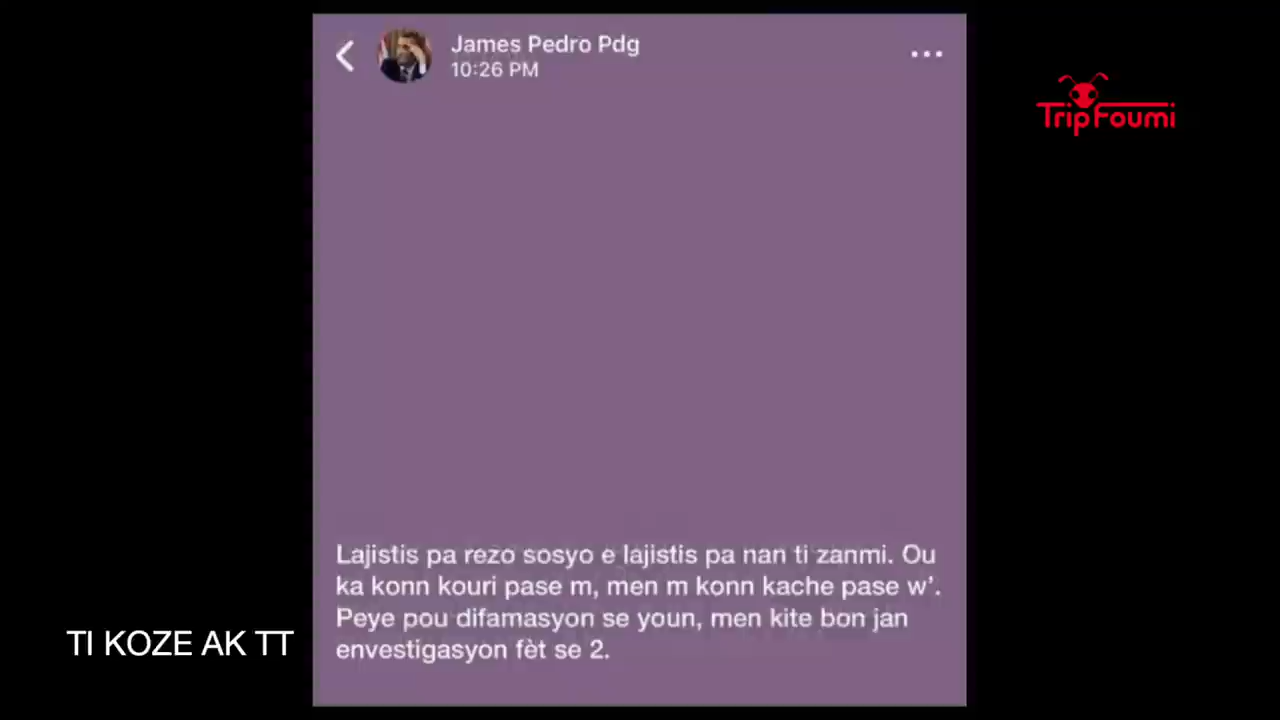 James Pedro Pdg
10:26 PM
TripFoumi
Lajistis pa rezo sosyo e lajistis pa nan ti zanmi. Ou
ka konn kouri pase m, men m konn kache pase w'.
Peye pou difamasyon se youn, men kite bon jan
envestigasyon fèt se 2.
TI KOZE AK TT